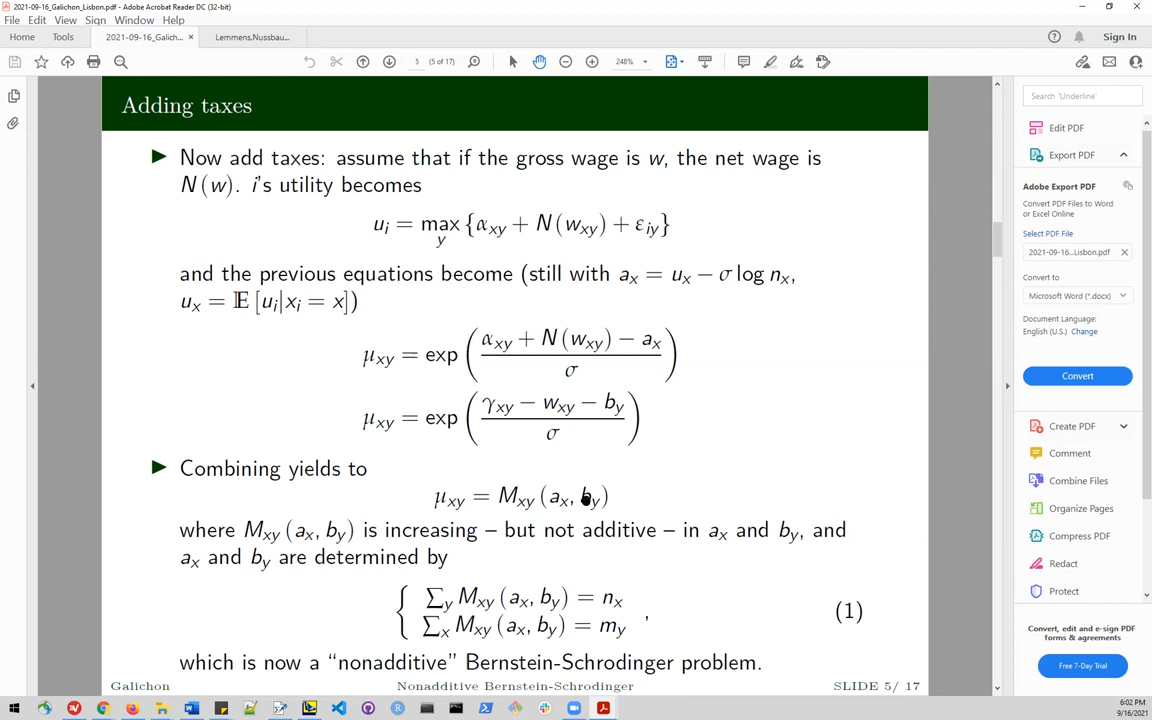 2021-09-16_Galichon_Lisbon.pdf - Adobe Acrobat Reader DC (32-bit)
File Edit View Sign Window Help
Home Tools 2021-09-16_Galich... × Lemmens.Nussbau... Sign In
5 (5 of 17) 248%
Adding taxes
▶ Now add taxes: assume that if the gross wage is w, the net wage is
N(w). i's utility becomes
u_i = max_y {α_xy + N(w_xy) + ε_iy}
and the previous equations become (still with a_x = u_x − σ log n_x,
u_x = 𝔼[u_i|x_i = x])
μ_xy = exp((α_xy + N(w_xy) − a_x)/σ)
μ_xy = exp((γ_xy − w_xy − b_y)/σ)
▶ Combining yields to
μ_xy = M_xy(a_x, b_y)
where M_xy(a_x, b_y) is increasing – but not additive – in a_x and b_y, and
a_x and b_y are determined by
{ ∑_y M_xy(a_x, b_y) = n_x
∑_x M_xy(a_x, b_y) = m_y , (1)
which is now a “nonadditive” Bernstein-Schrodinger problem.
Galichon Nonadditive Bernstein-Schrodinger SLIDE 5/ 17
Search 'Underline'
Edit PDF
Export PDF
Adobe Export PDF
Convert PDF Files to Word
or Excel Online
Select PDF File
2021-09-16...Lisbon.pdf ×
Convert to
Microsoft Word (*.docx)
Document Language:
English (U.S.) Change
Convert
Create PDF
Comment
Combine Files
Organize Pages
Compress PDF
Redact
Protect
Convert, edit and e-sign PDF
forms & agreements
Free 7-Day Trial
6:02 PM
9/16/2021